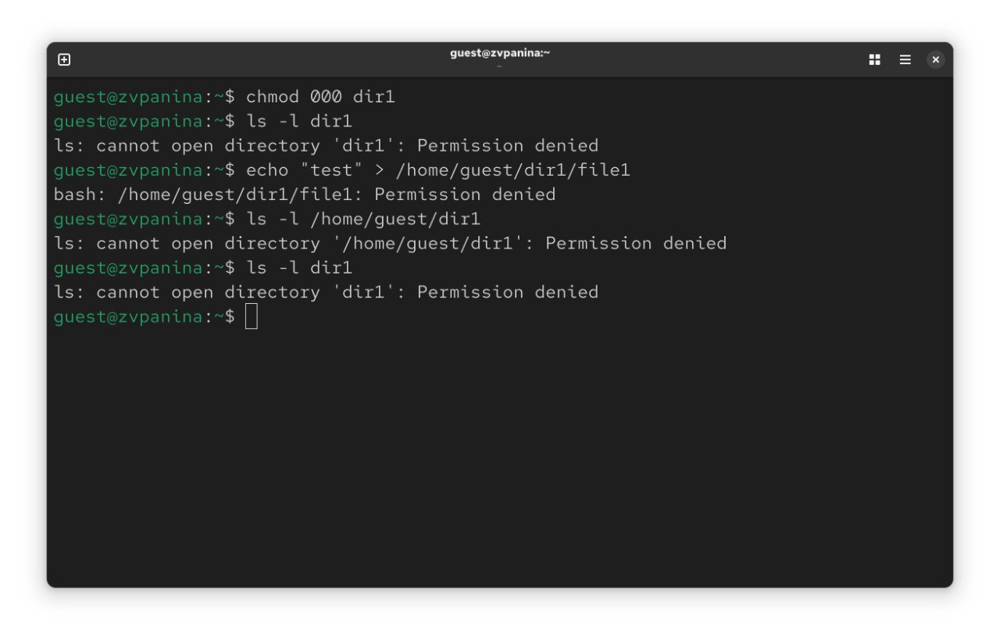 guest@zvpanina:~
~
guest@zvpanina:~$ chmod 000 dir1
guest@zvpanina:~$ ls -l dir1
ls: cannot open directory 'dir1': Permission denied
guest@zvpanina:~$ echo "test" > /home/guest/dir1/file1
bash: /home/guest/dir1/file1: Permission denied
guest@zvpanina:~$ ls -l /home/guest/dir1
ls: cannot open directory '/home/guest/dir1': Permission denied
guest@zvpanina:~$ ls -l dir1
ls: cannot open directory 'dir1': Permission denied
guest@zvpanina:~$